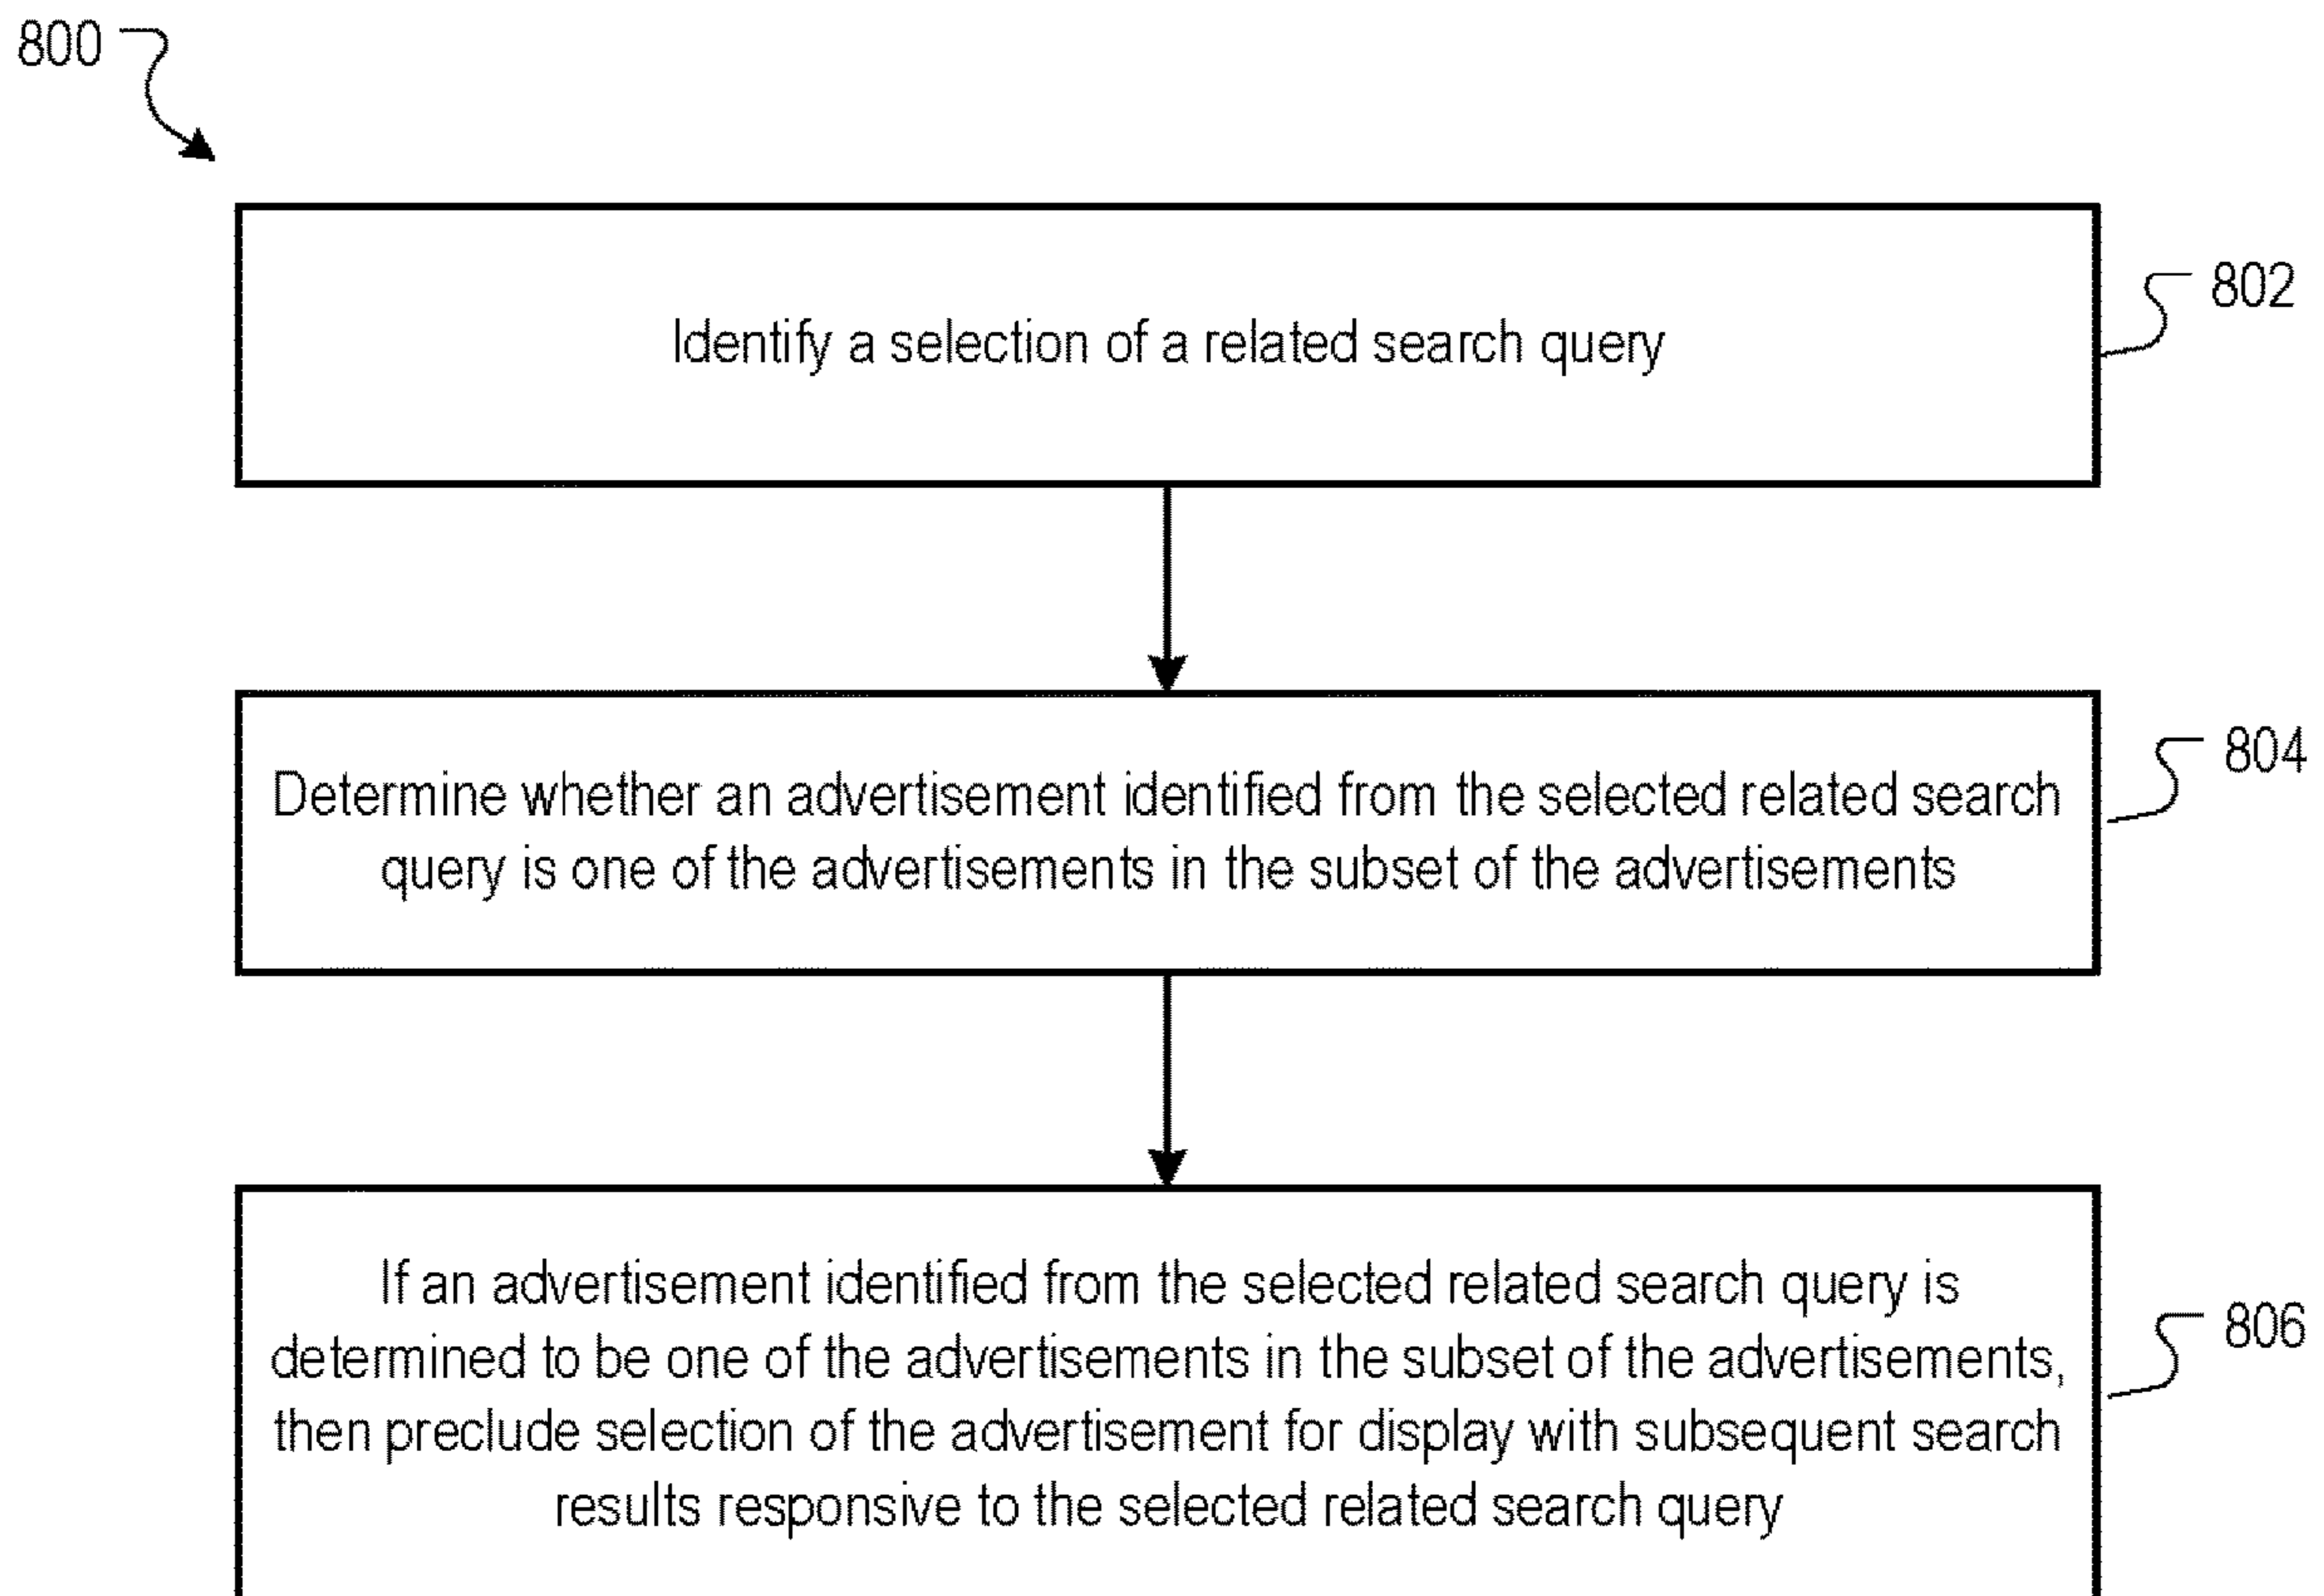 800
802
Identify a selection of a related search query
804
Determine whether an advertisement identified from the selected related search
query is one of the advertisements in the subset of the advertisements
806
If an advertisement identified from the selected related search query is
determined to be one of the advertisements in the subset of the advertisements,
then preclude selection of the advertisement for display with subsequent search
results responsive to the selected related search query